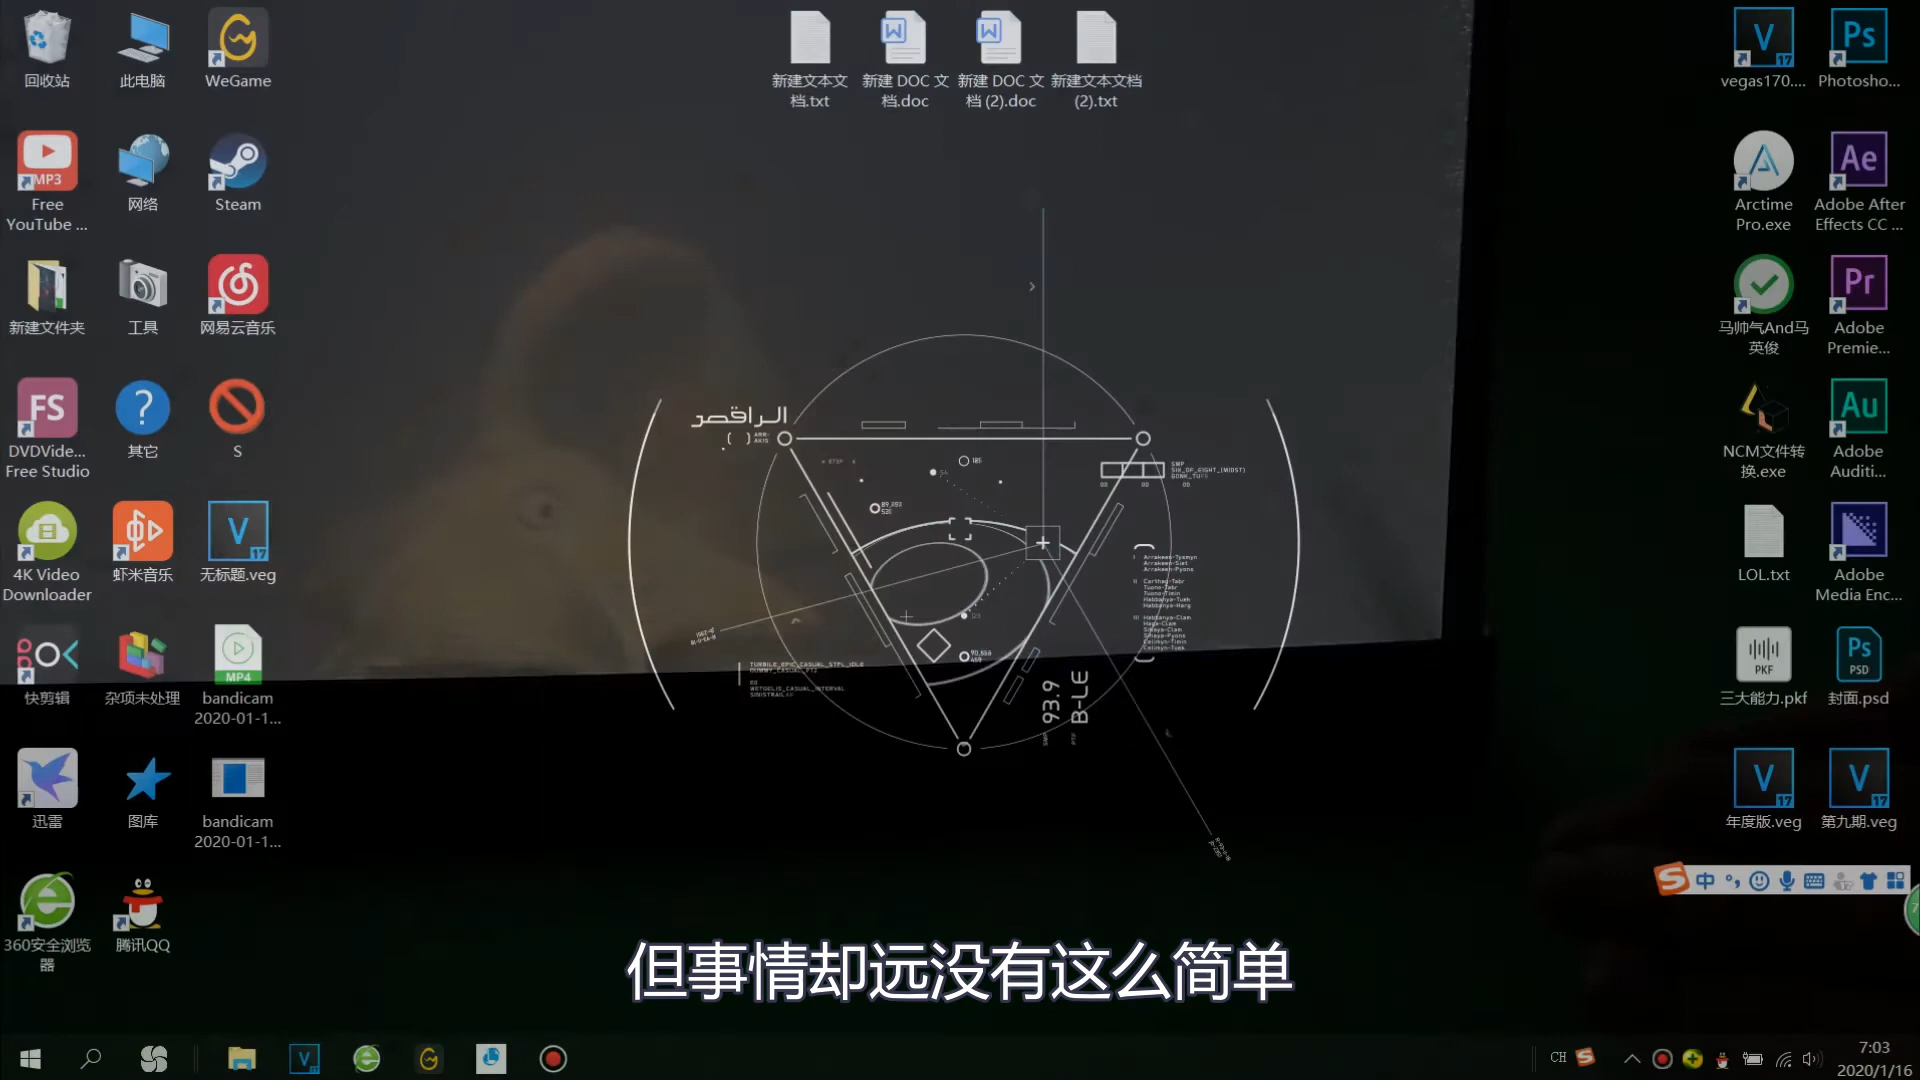 回收站
此电脑
WeGame
新建文本文
档.txt
新建 DOC 文
档.doc
新建 DOC 文
档 (2).doc
新建文本文档
(2).txt
vegas170....
Photosho...
Free
YouTube ...
网络
Steam
Arctime
Pro.exe
Adobe After
Effects CC ...
新建文件夹
工具
网易云音乐
马帅气And马
英俊
Adobe
Premie...
DVDVide...
Free Studio
其它
S
NCM文件转
换.exe
Adobe
Auditi...
4K Video
Downloader
虾米音乐
无标题.veg
LOL.txt
Adobe
Media Enc...
快剪辑
杂项未处理
bandicam
2020-01-1...
三大能力.pkf
封面.psd
迅雷
图库
bandicam
2020-01-1...
年度版.veg
第九期.veg
360安全浏览
器
腾讯QQ
الراقصر
93.9
B-LE
中
但事情却远没有这么简单
CH
7:03
2020/1/16